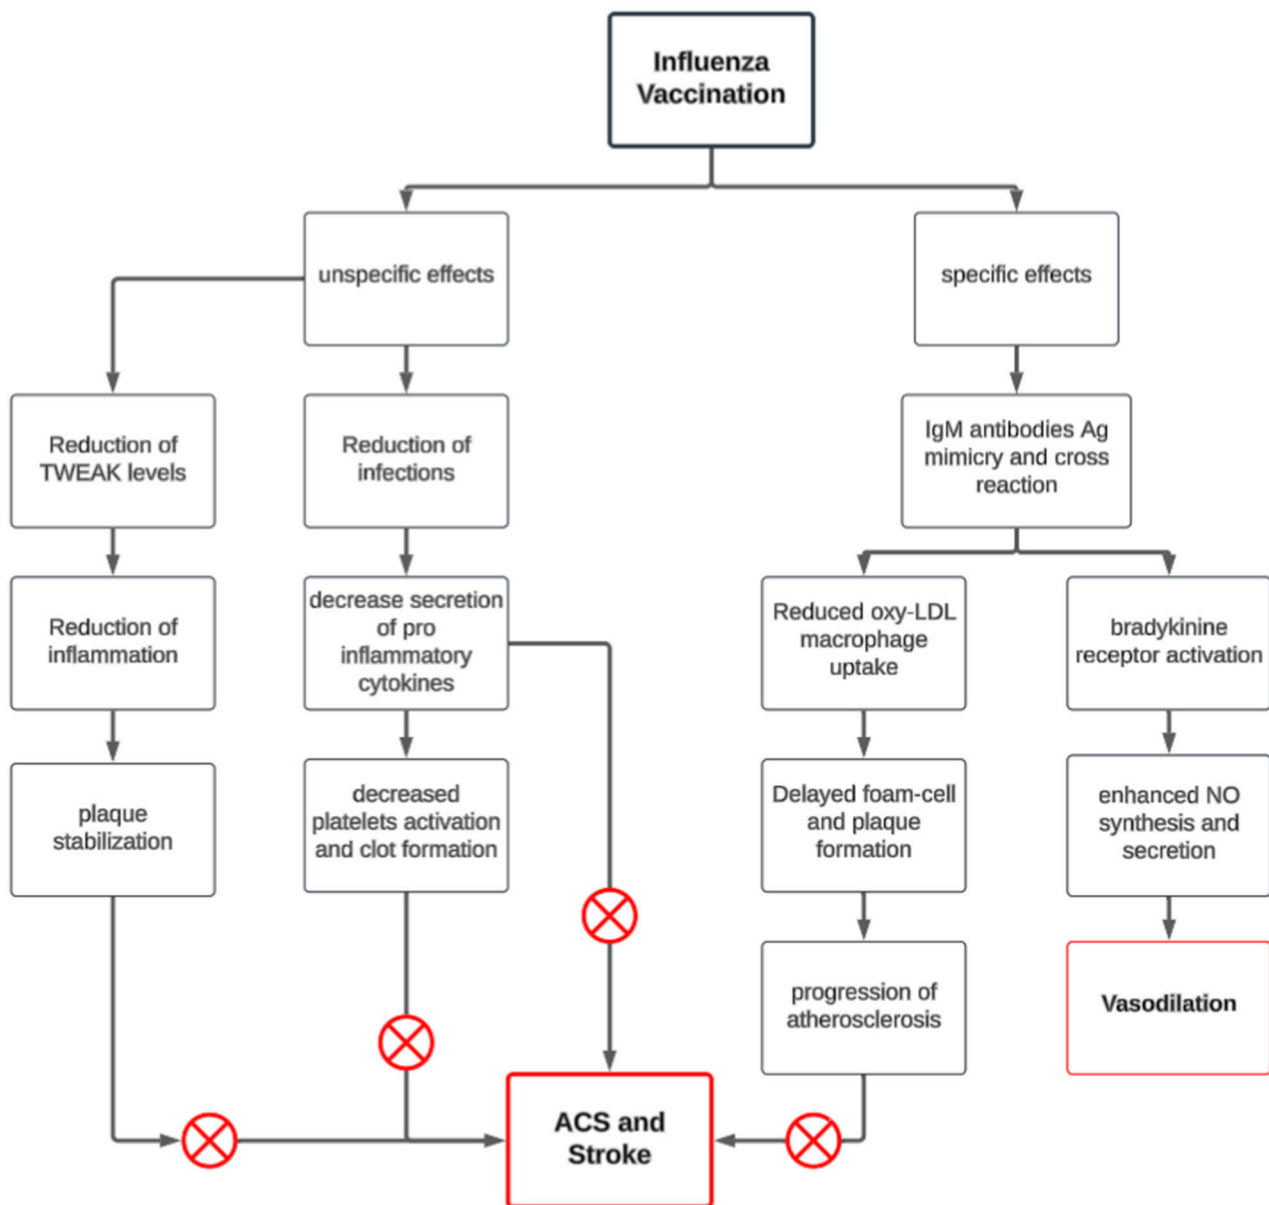 Influenza
Vaccination
unspecific effects
specific effects
Reduction of
TWEAK levels
Reduction of
infections
IgM antibodies Ag
mimicry and cross
reaction
Reduction of
inflammation
decrease secretion
of pro
inflammatory
cytokines
Reduced oxy-LDL
macrophage
uptake
bradykinine
receptor activation
plaque
stabilization
decreased
platelets activation
and clot formation
Delayed foam-cell
and plaque
formation
enhanced NO
synthesis and
secretion
progression of
atherosclerosis
Vasodilation
ACS and
Stroke